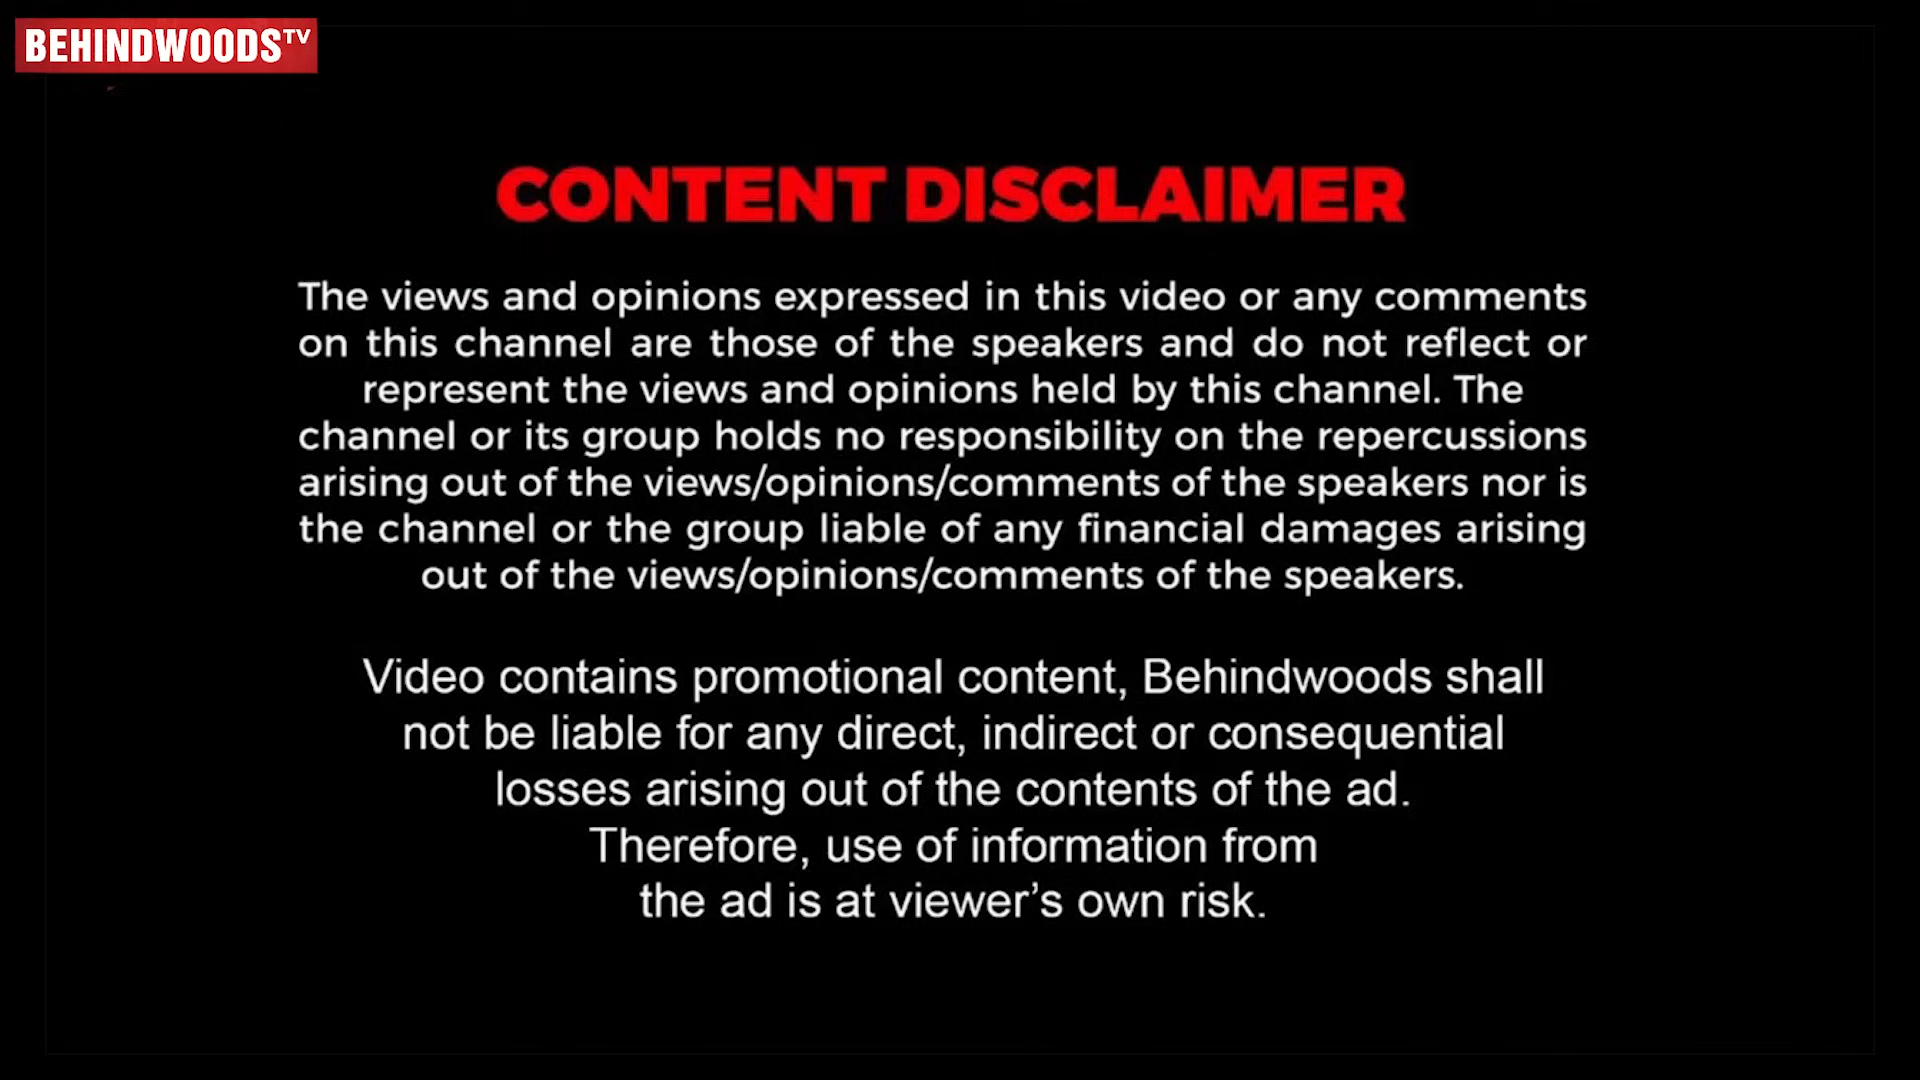 BEHINDWOODS TV
CONTENT DISCLAIMER
The views and opinions expressed in this video or any comments
on this channel are those of the speakers and do not reflect or
represent the views and opinions held by this channel. The
channel or its group holds no responsibility on the repercussions
arising out of the views/opinions/comments of the speakers nor is
the channel or the group liable of any financial damages arising
out of the views/opinions/comments of the speakers.
Video contains promotional content, Behindwoods shall
not be liable for any direct, indirect or consequential
losses arising out of the contents of the ad.
Therefore, use of information from
the ad is at viewer’s own risk.